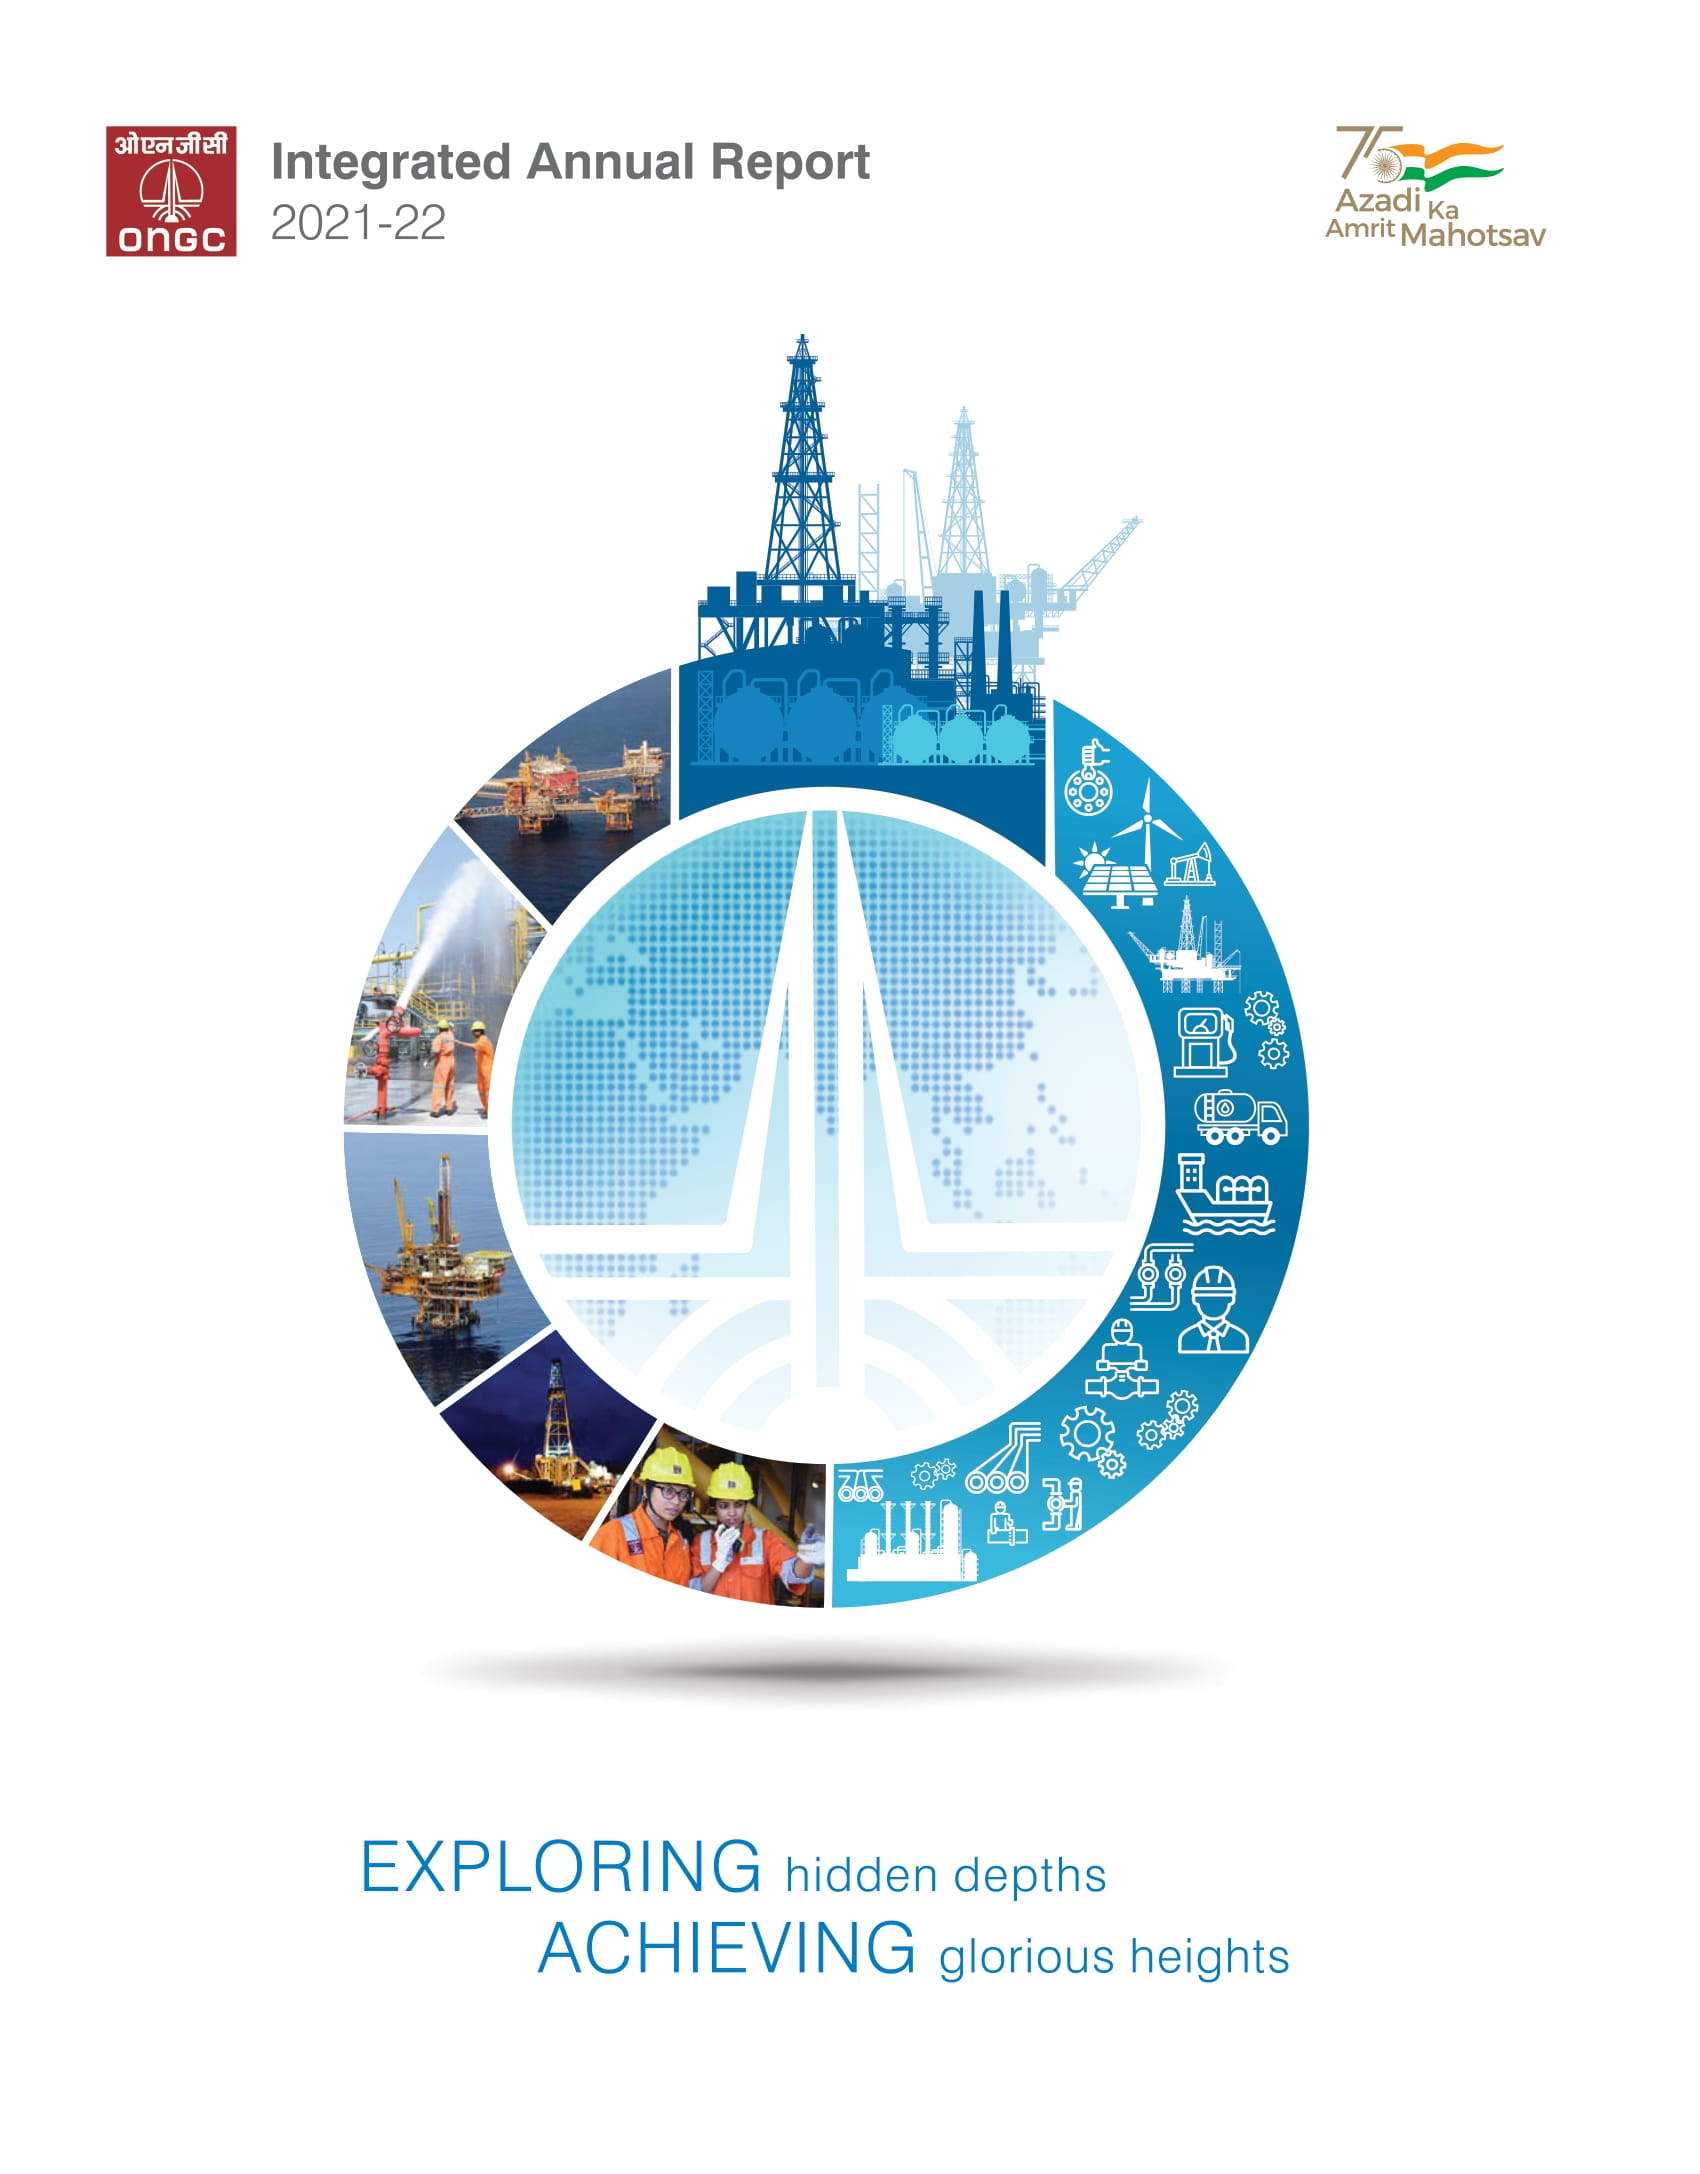 ओएनजीसी
ONGC
Integrated Annual Report
2021-22
75
Azadi Ka
Amrit Mahotsav
EXPLORING hidden depths
ACHIEVING glorious heights